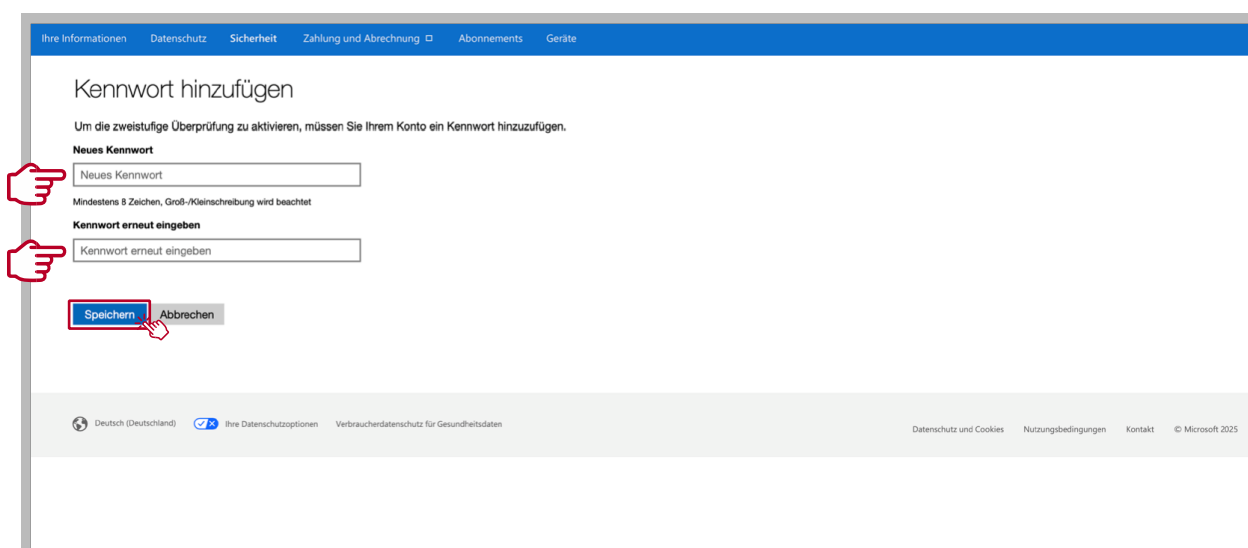 Ihre Informationen Datenschutz Sicherheit Zahlung und Abrechnung Abonnements Geräte
Kennwort hinzufügen
Um die zweistufige Überprüfung zu aktivieren, müssen Sie Ihrem Konto ein Kennwort hinzuzufügen.
Neues Kennwort
Neues Kennwort
Mindestens 8 Zeichen, Groß-/Kleinschreibung wird beachtet
Kennwort erneut eingeben
Kennwort erneut eingeben
Speichern Abbrechen
Deutsch (Deutschland) Ihre Datenschutzoptionen Verbraucherdatenschutz für Gesundheitsdaten
Datenschutz und Cookies Nutzungsbedingungen Kontakt © Microsoft 2025